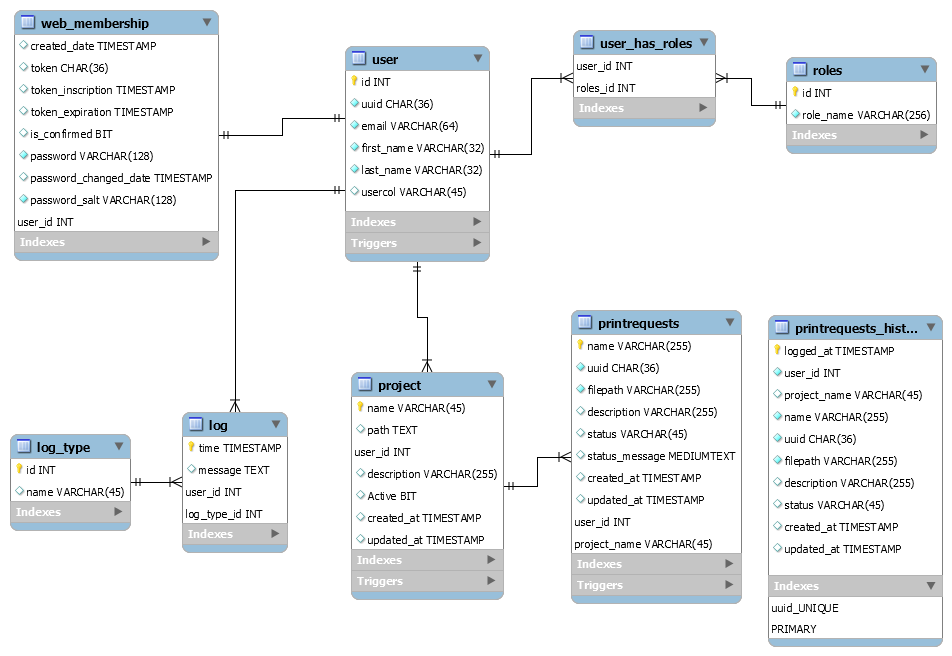 web_membership
created_date TIMESTAMP
token CHAR(36)
token_inscription TIMESTAMP
token_expiration TIMESTAMP
is_confirmed BIT
password VARCHAR(128)
password_changed_date TIMESTAMP
password_salt VARCHAR(128)
user_id INT
Indexes
user
id INT
uuid CHAR(36)
email VARCHAR(64)
first_name VARCHAR(32)
last_name VARCHAR(32)
usercol VARCHAR(45)
Indexes
Triggers
user_has_roles
user_id INT
roles_id INT
Indexes
roles
id INT
role_name VARCHAR(256)
Indexes
log_type
id INT
name VARCHAR(45)
Indexes
log
time TIMESTAMP
message TEXT
user_id INT
log_type_id INT
Indexes
project
name VARCHAR(45)
path TEXT
user_id INT
description VARCHAR(255)
Active BIT
created_at TIMESTAMP
updated_at TIMESTAMP
Indexes
Triggers
printrequests
name VARCHAR(255)
uuid CHAR(36)
filepath VARCHAR(255)
description VARCHAR(255)
status VARCHAR(45)
status_message MEDIUMTEXT
created_at TIMESTAMP
updated_at TIMESTAMP
user_id INT
project_name VARCHAR(45)
Indexes
Triggers
printrequests_hist...
logged_at TIMESTAMP
user_id INT
project_name VARCHAR(45)
name VARCHAR(255)
uuid CHAR(36)
filepath VARCHAR(255)
description VARCHAR(255)
status VARCHAR(45)
created_at TIMESTAMP
updated_at TIMESTAMP
Indexes
uuid_UNIQUE
PRIMARY